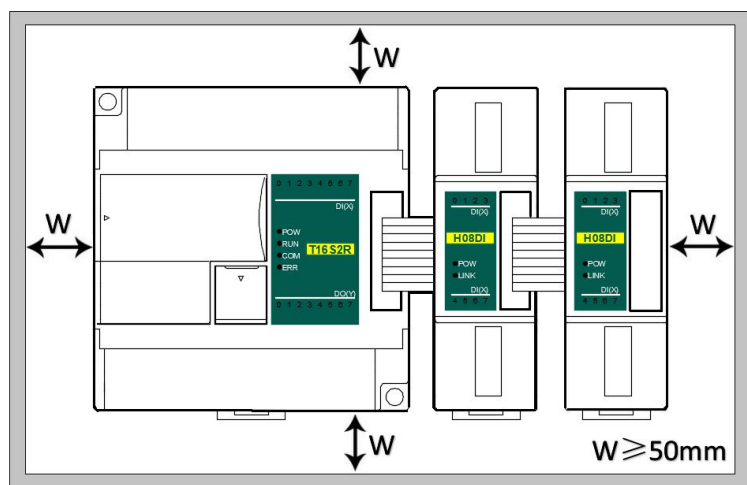 W
0 1 2 3 4 5 6 7
DI(X)
POW
RUN
COM
ERR
T16S2R
DO(Y)
0 1 2 3 4 5 6 7
0 1 2 3
DI(X)
H08DI
POW
LINK
DI(X)
4 5 6 7
0 1 2 3
DI(X)
H08DI
POW
LINK
DI(X)
4 5 6 7
W
W
W
W≥50mm